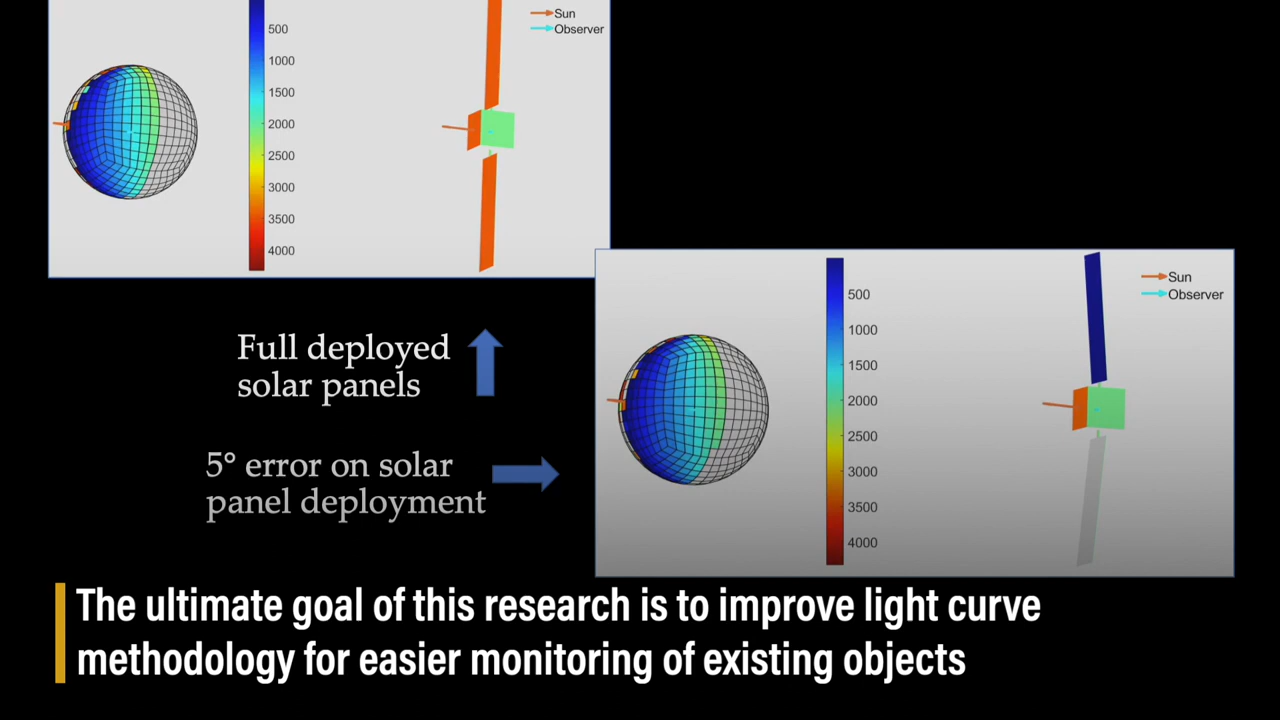 Sun
Observer
500
1000
1500
2000
2500
3000
3500
4000
Full deployed
solar panels
5° error on solar
panel deployment
Sun
Observer
500
1000
1500
2000
2500
3000
3500
4000
The ultimate goal of this research is to improve light curve
methodology for easier monitoring of existing objects